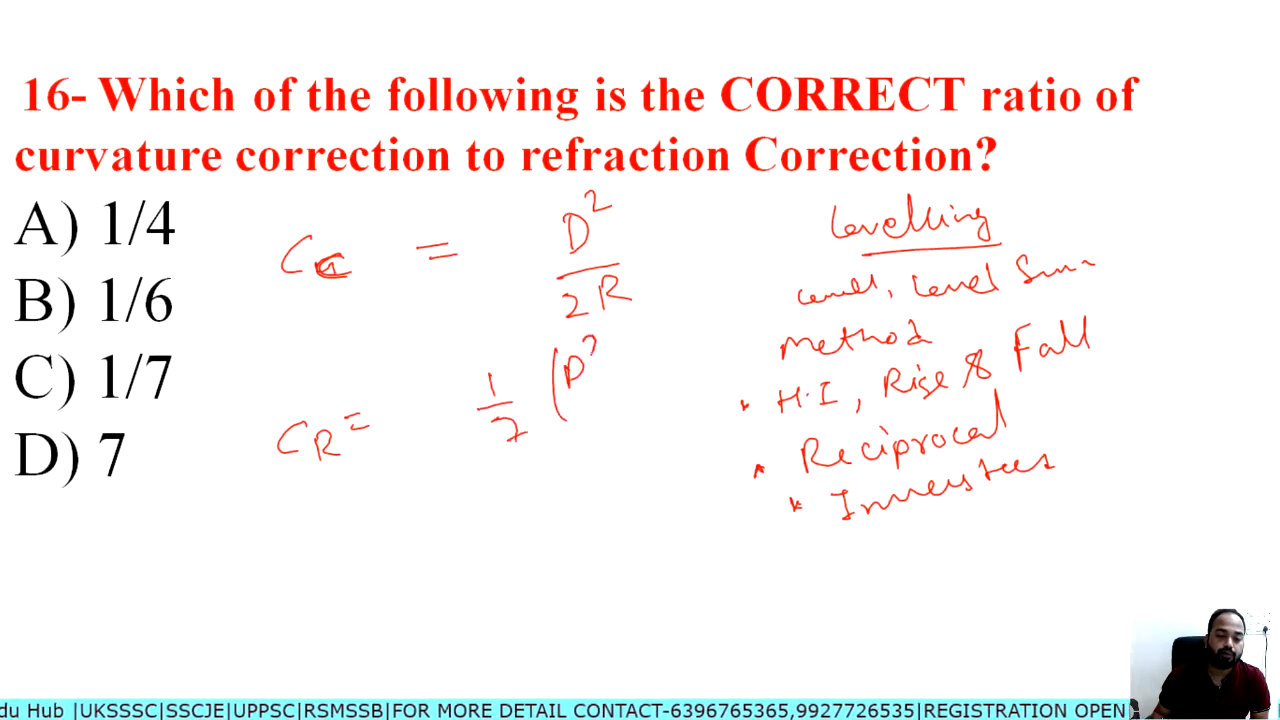 16- Which of the following is the CORRECT ratio of
curvature correction to refraction Correction?
A) 1/4
B) 1/6
C) 1/7
D) 7
C = D²
2R
CR = 1/7 (D²
Levelling
Level, Level
Method
* H.I, Rise & Fall
* Reciprocal
*
du Hub |UKSSSC|SSCJE|UPPSC|RSMSSB|FOR MORE DETAIL CONTACT-6396765365,9927726535|REGISTRATION OPEN